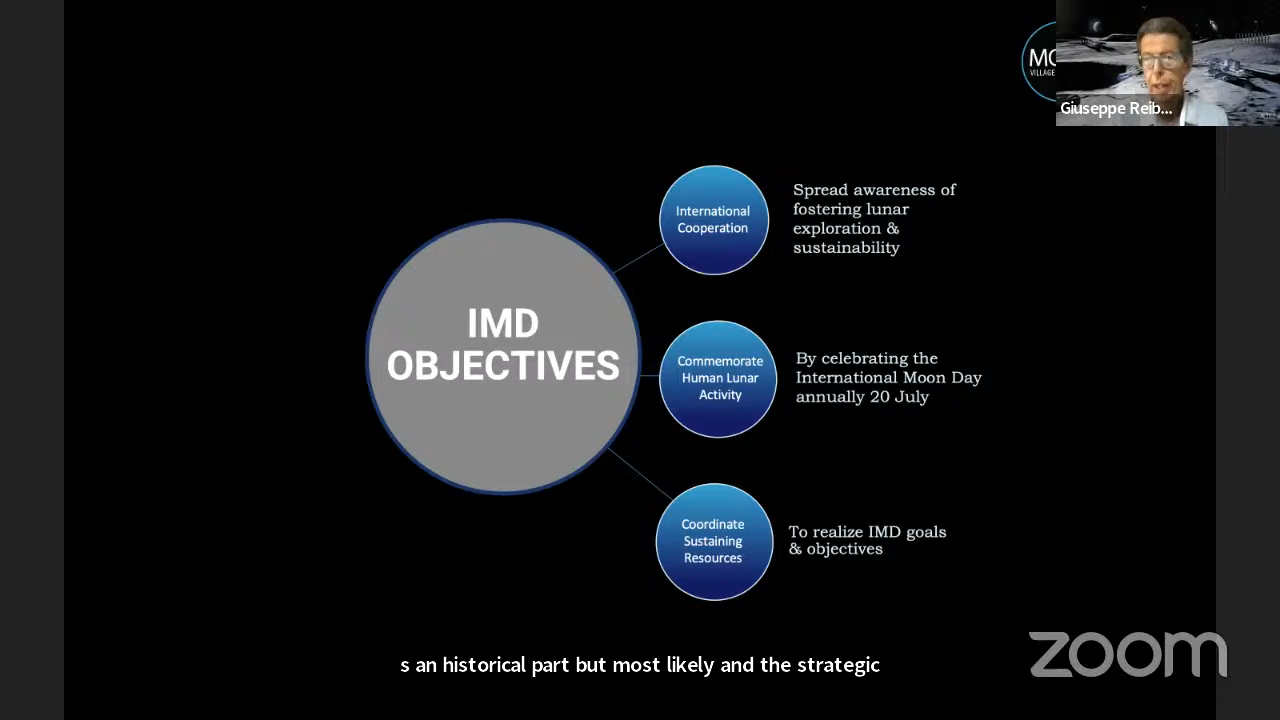 MO
VILLAGE
Giuseppe Reib...
IMD
OBJECTIVES
International
Cooperation
Spread awareness of
fostering lunar
exploration &
sustainability
Commemorate
Human Lunar
Activity
By celebrating the
International Moon Day
annually 20 July
Coordinate
Sustaining
Resources
To realize IMD goals
& objectives
s an historical part but most likely and the strategic
zoom